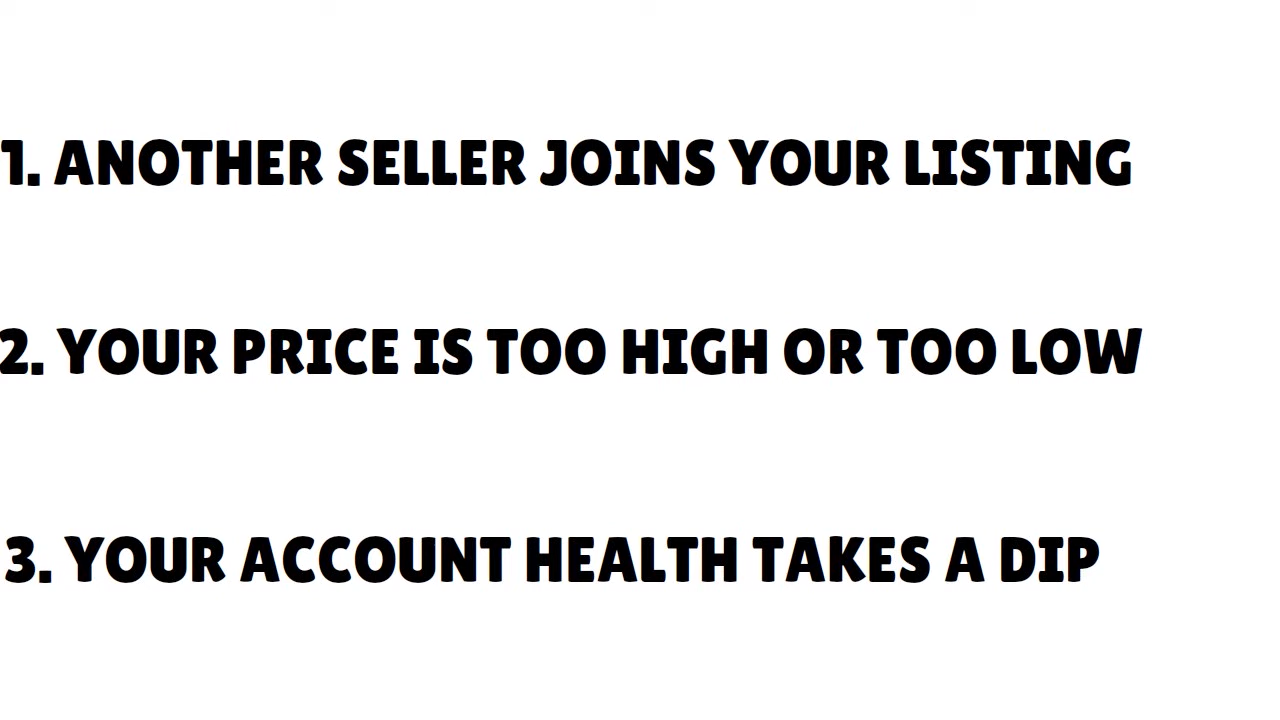 1. ANOTHER SELLER JOINS YOUR LISTING
2. YOUR PRICE IS TOO HIGH OR TOO LOW
3. YOUR ACCOUNT HEALTH TAKES A DIP